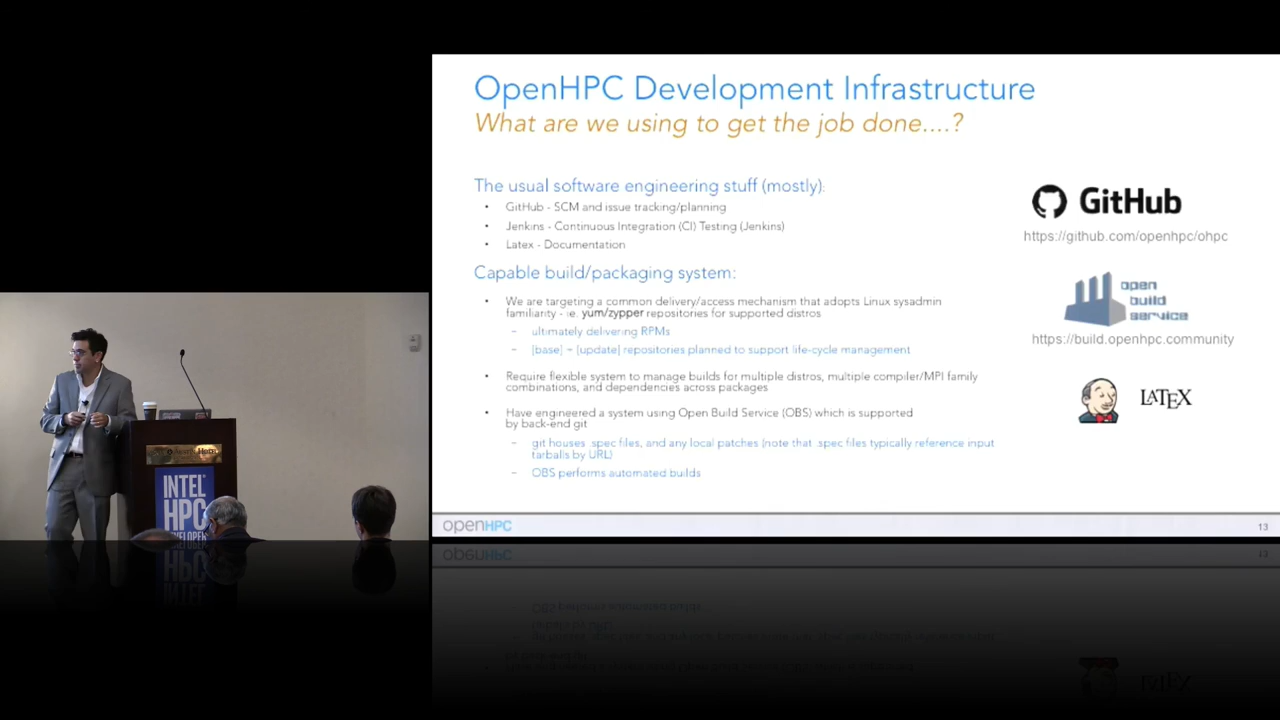 OpenHPC Development Infrastructure
What are we using to get the job done....?
The usual software engineering stuff (mostly):
• GitHub - SCM and issue tracking/planning
• Jenkins - Continuous Integration (CI) Testing (Jenkins)
• Latex - Documentation
Capable build/packaging system:
• We are targeting a common delivery/access mechanism that adopts Linux sysadmin
familiarity - ie. yum/zypper repositories for supported distros
– ultimately delivering RPMs
– [base] + [update] repositories planned to support life-cycle management
• Require flexible system to manage builds for multiple distros, multiple compiler/MPI family
combinations, and dependencies across packages
• Have engineered a system using Open Build Service (OBS) which is supported
by back-end git
– git houses .spec files, and any local patches (note that .spec files typically reference input
tarballs by URL)
– OBS performs automated builds
GitHub
https://github.com/openhpc/ohpc
open
build
service
https://build.openhpc.community
LATEX
openHPC
13
INTEL
HPC